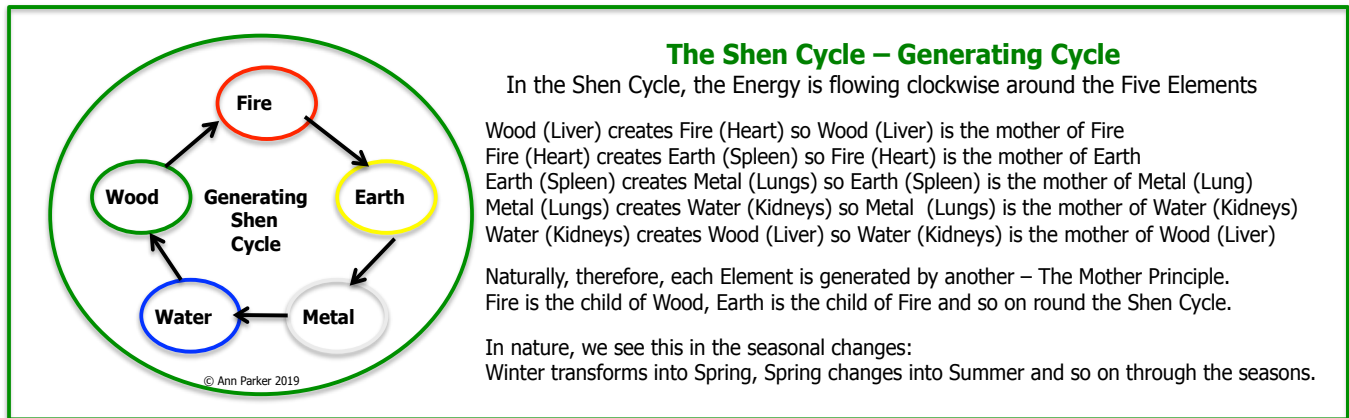 Fire
Wood
Generating
Shen
Cycle
Earth
Water
Metal
© Ann Parker 2019
The Shen Cycle – Generating Cycle
In the Shen Cycle, the Energy is flowing clockwise around the Five Elements
Wood (Liver) creates Fire (Heart) so Wood (Liver) is the mother of Fire
Fire (Heart) creates Earth (Spleen) so Fire (Heart) is the mother of Earth
Earth (Spleen) creates Metal (Lungs) so Earth (Spleen) is the mother of Metal (Lung)
Metal (Lungs) creates Water (Kidneys) so Metal (Lungs) is the mother of Water (Kidneys)
Water (Kidneys) creates Wood (Liver) so Water (Kidneys) is the mother of Wood (Liver)
Naturally, therefore, each Element is generated by another – The Mother Principle.
Fire is the child of Wood, Earth is the child of Fire and so on round the Shen Cycle.
In nature, we see this in the seasonal changes:
Winter transforms into Spring, Spring changes into Summer and so on through the seasons.